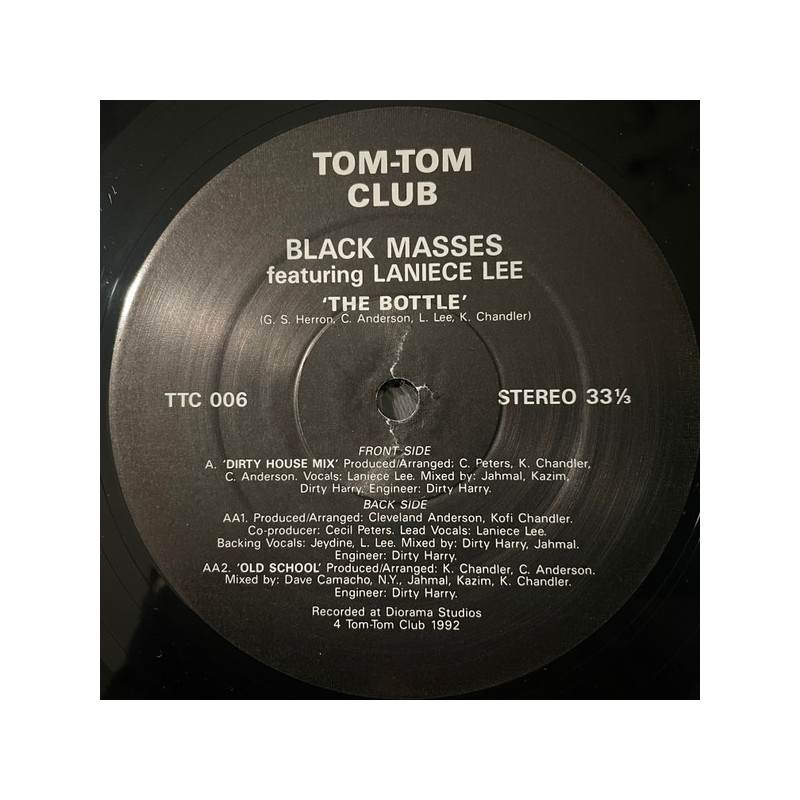 TOM-TOM
CLUB
BLACK MASSES
featuring LANIECE LEE
'THE BOTTLE'
(G. S. Herron, C. Anderson, L. Lee, K. Chandler)
TTC 006
STEREO 33⅓
FRONT SIDE
A. 'DIRTY HOUSE MIX' Produced/Arranged: C. Peters, K. Chandler,
C. Anderson. Vocals: Laniece Lee. Mixed by: Jahmal, Kazim,
Dirty Harry. Engineer: Dirty Harry.
BACK SIDE
AA1. Produced/Arranged: Cleveland Anderson, Kofi Chandler.
Co-producer: Cecil Peters. Lead Vocals: Laniece Lee.
Backing Vocals: Jeydine, L. Lee. Mixed by: Dirty Harry, Jahmal.
Engineer: Dirty Harry.
AA2. 'OLD SCHOOL' Produced/Arranged: K. Chandler, C. Anderson.
Mixed by: Dave Camacho, N.Y., Jahmal, Kazim, K. Chandler.
Engineer: Dirty Harry.
Recorded at Diorama Studios
4 Tom-Tom Club 1992